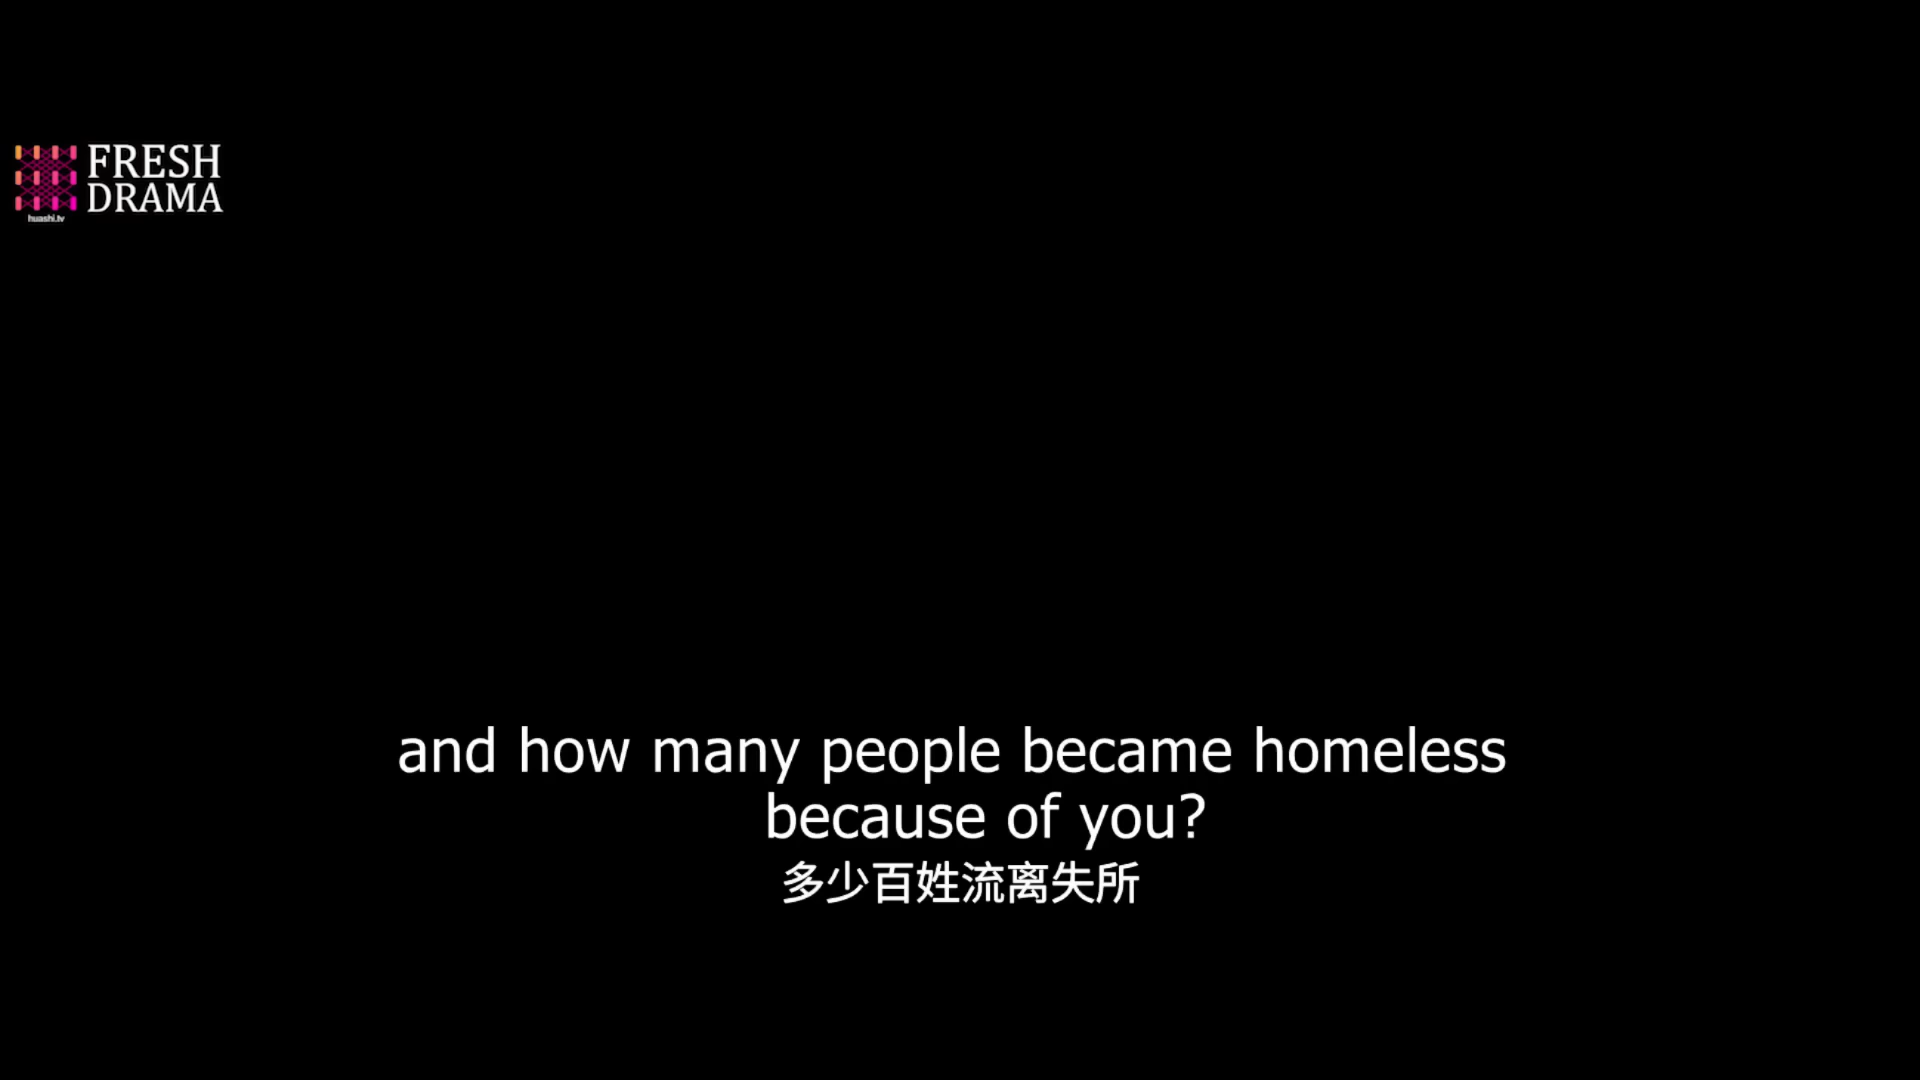 FRESH
DRAMA
huashi.tv
and how many people became homeless
because of you?
多少百姓流离失所